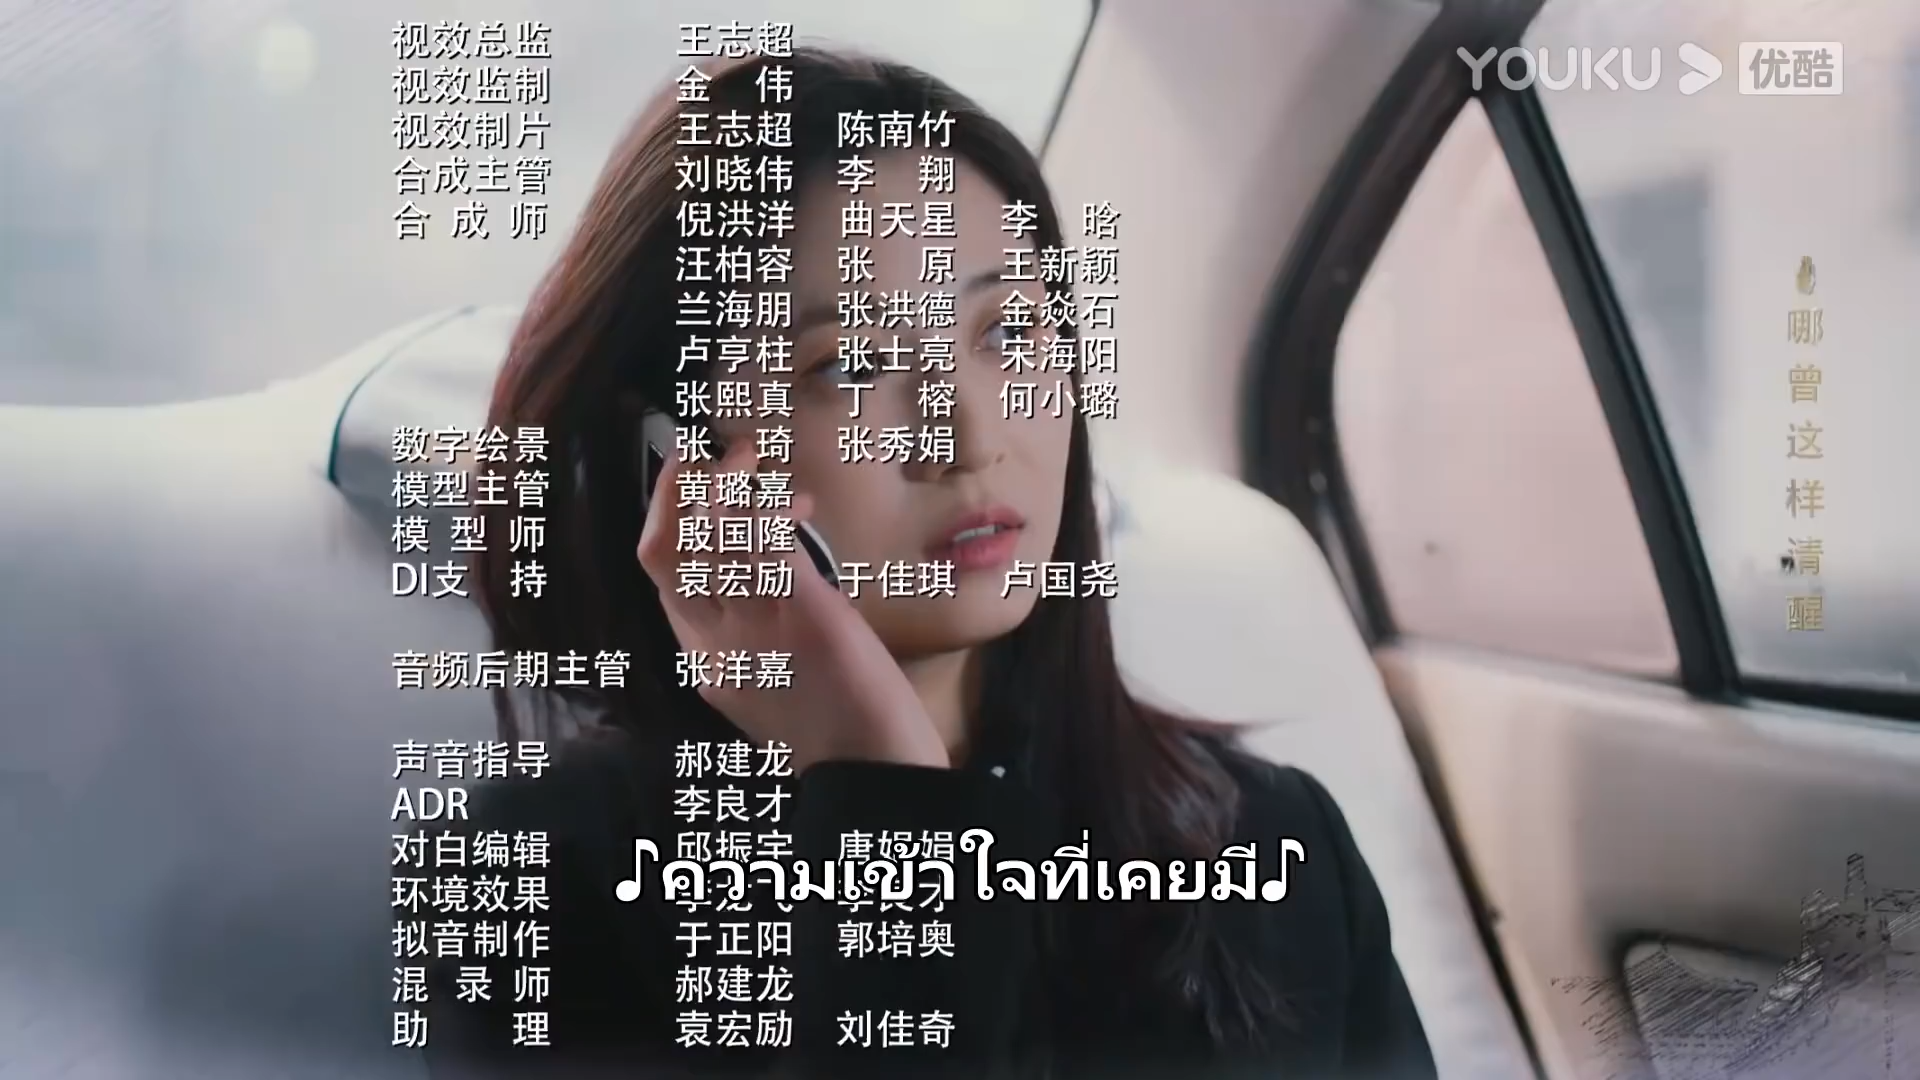 视效总监 王志超
YOUKU 优酷
视效监制 金 伟
视效制片 王志超 陈南竹
合成主管 刘晓伟 李 翔
合 成 师 倪洪洋 曲天星 李 晗
汪柏容 张 原 王新颖
兰海朋 张洪德 金焱石
卢亨柱 张士亮 宋海阳
张熙真 丁 榕 何小璐
数字绘景 张 琦 张秀娟
模型主管 黄璐嘉
模 型 师 殷国隆
DI支 持 袁宏励 于佳琪 卢国尧
哪曾这样清醒
音频后期主管 张洋嘉
声音指导 郝建龙
ADR 李良才
对白编辑 邱振宇 唐娟娟
♪ความเข้าใจที่เคยมี♪
环境效果 李良才
拟音制作 于正阳 郭培奥
混 录 师 郝建龙
助 理 袁宏励 刘佳奇